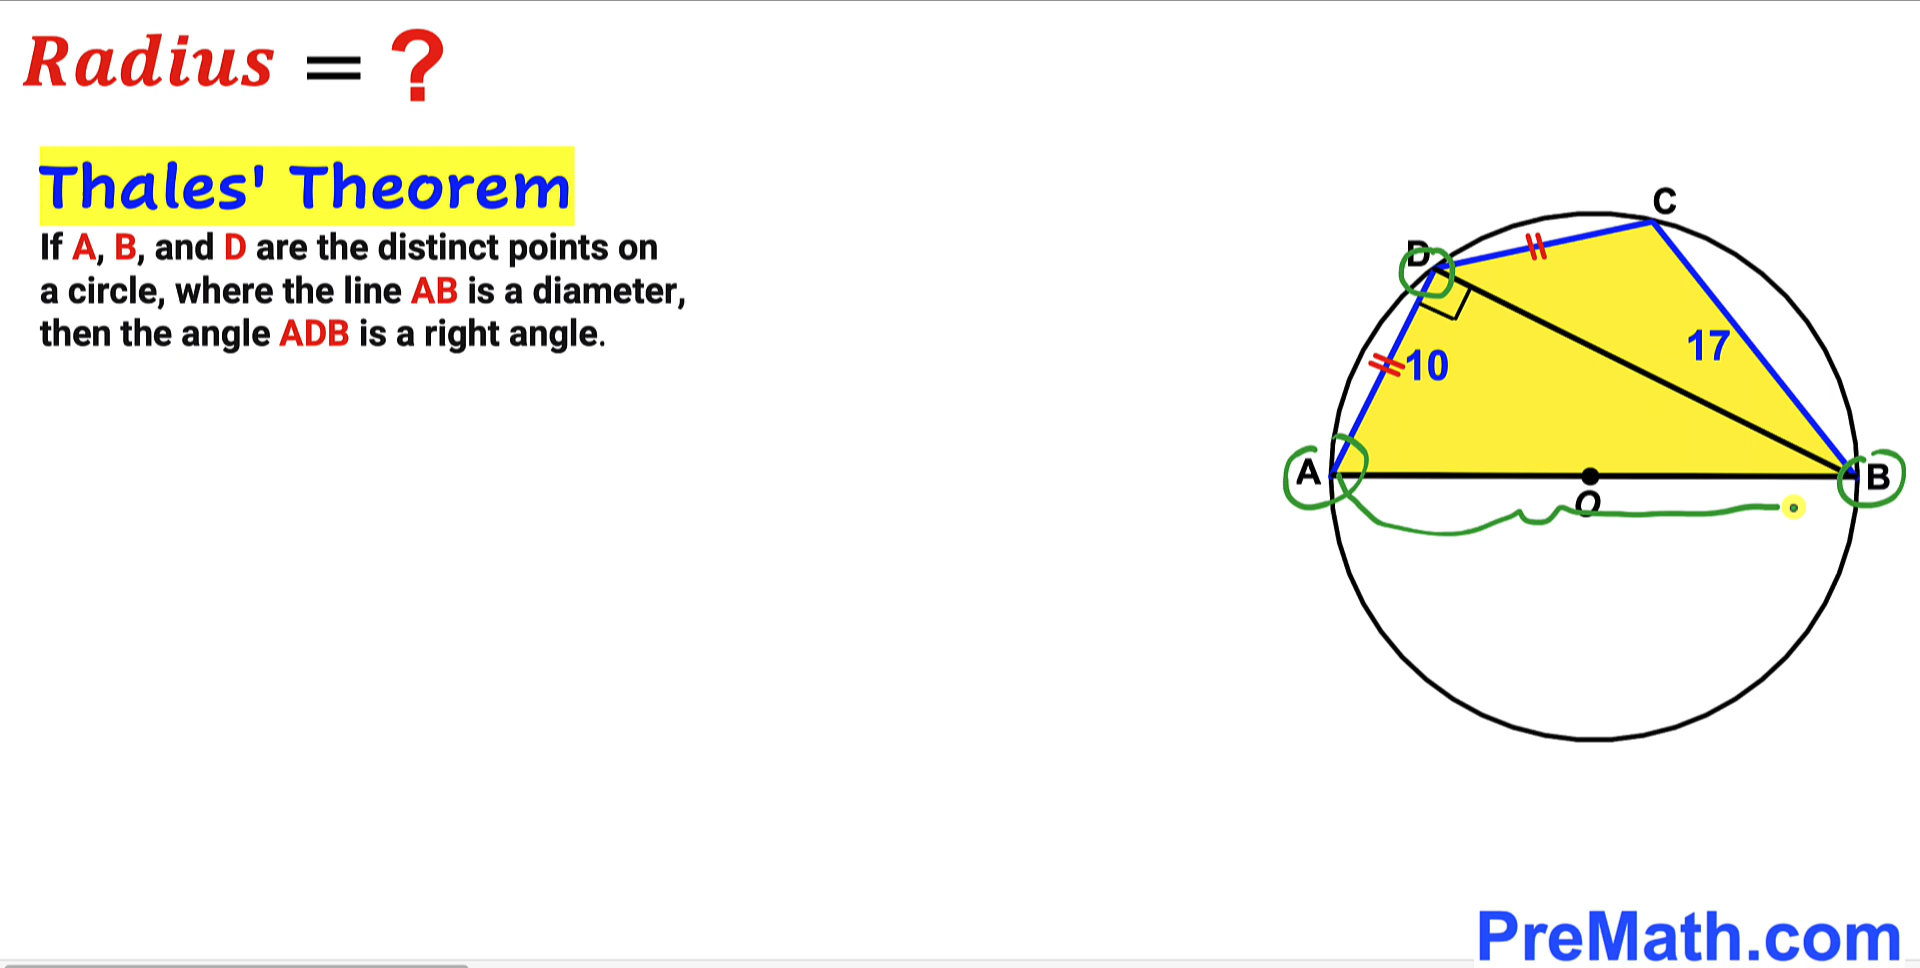 Radius = ?
Thales' Theorem
If A, B, and D are the distinct points on
a circle, where the line AB is a diameter,
then the angle ADB is a right angle.
C
D
17
10
A
B
O
PreMath.com